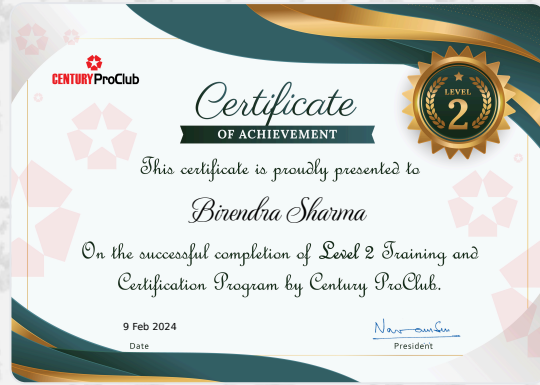 CENTURY ProClub
Certificate
OF ACHIEVEMENT
LEVEL
2
This certificate is proudly presented to
Birendra Sharma
On the successful completion of Level 2 Training and
Certification Program by Century ProClub.
9 Feb 2024
Date
President